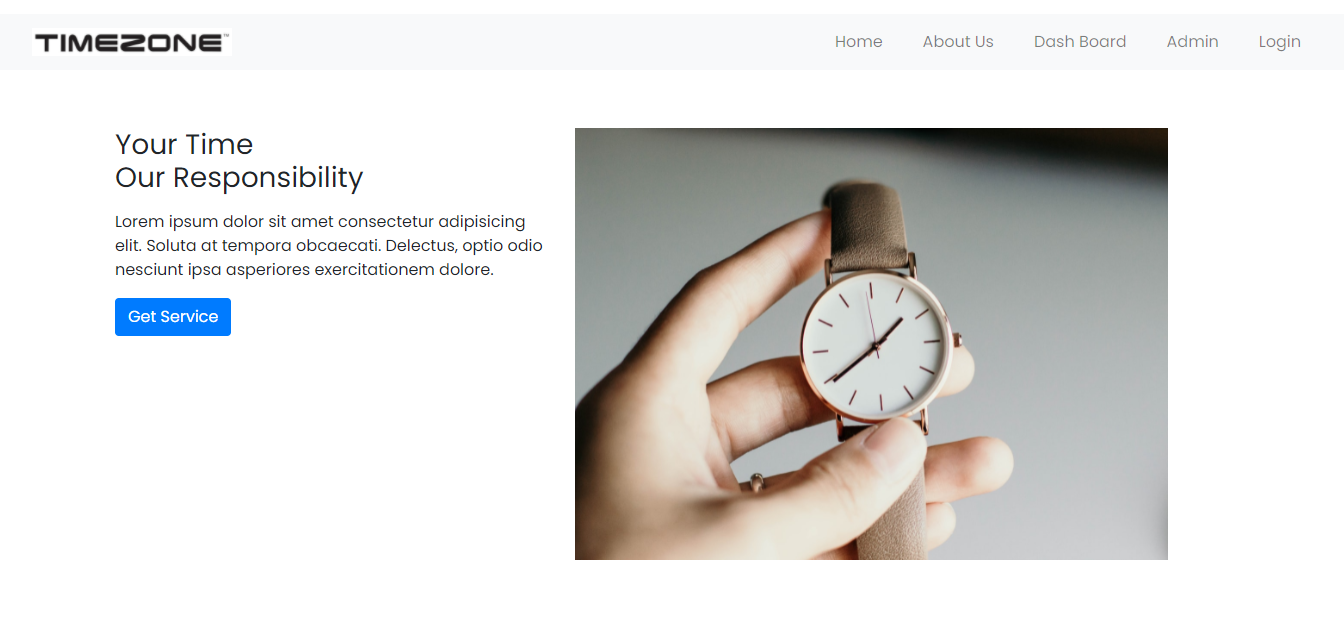 TIMEZONE™
Home About Us Dash Board Admin Login
Your Time
Our Responsibility
Lorem ipsum dolor sit amet consectetur adipisicing
elit. Soluta at tempora obcaecati. Delectus, optio odio
nesciunt ipsa asperiores exercitationem dolore.
Get Service